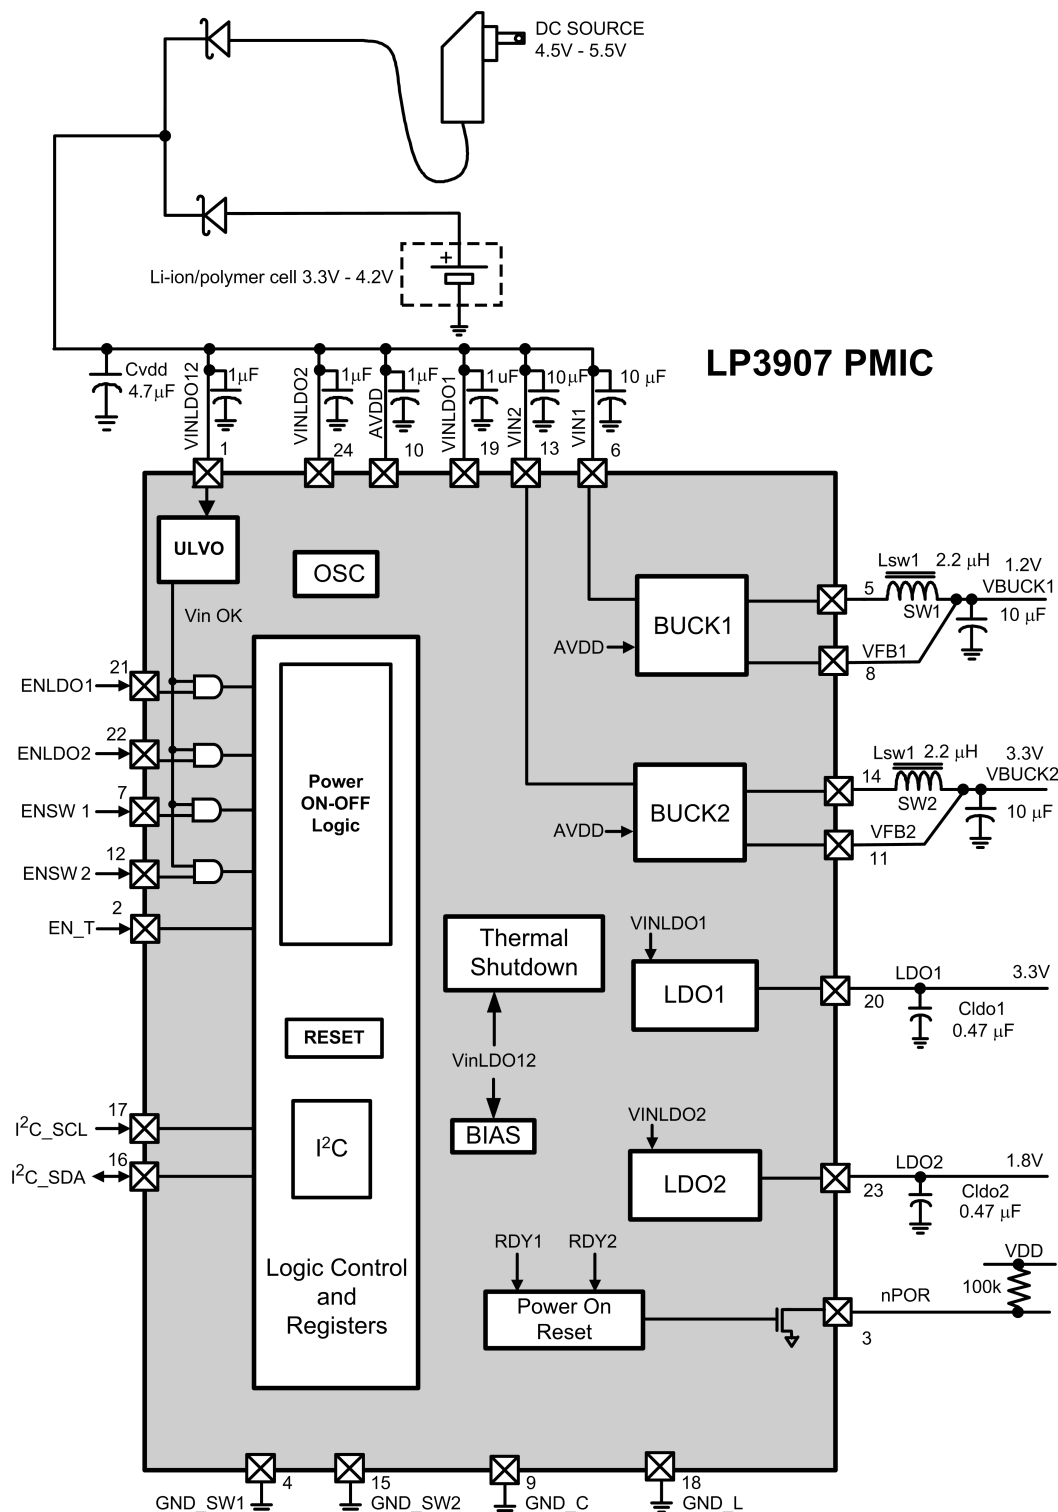 DC SOURCE
4.5V - 5.5V
Li-ion/polymer cell 3.3V - 4.2V
+
LP3907 PMIC
Cvdd
4.7µF
VINLDO12
1µF
VINLDO2
1µF
AVDD
1µF
VINLDO1
1uF
VIN2
10µF
VIN1
10 µF
1
24
10
19
13
6
ULVO
OSC
Vin OK
BUCK1
AVDD
5
Lsw1
2.2 µH
SW1
1.2V
VBUCK1
10 µF
VFB1
8
21
ENLDO1
22
ENLDO2
7
ENSW 1
12
ENSW 2
2
EN_T
Power
ON-OFF
Logic
BUCK2
AVDD
14
Lsw1
2.2 µH
SW2
3.3V
VBUCK2
10 µF
VFB2
11
Thermal
Shutdown
VinLDO12
BIAS
VINLDO1
LDO1
LDO1
3.3V
20
Cldo1
0.47 µF
RESET
17
I²C_SCL
16
I²C_SDA
I²C
VINLDO2
LDO2
LDO2
1.8V
23
Cldo2
0.47 µF
Logic Control
and
Registers
RDY1
RDY2
Power On
Reset
VDD
100k
nPOR
3
4
GND_SW1
15
GND_SW2
9
GND_C
18
GND_L